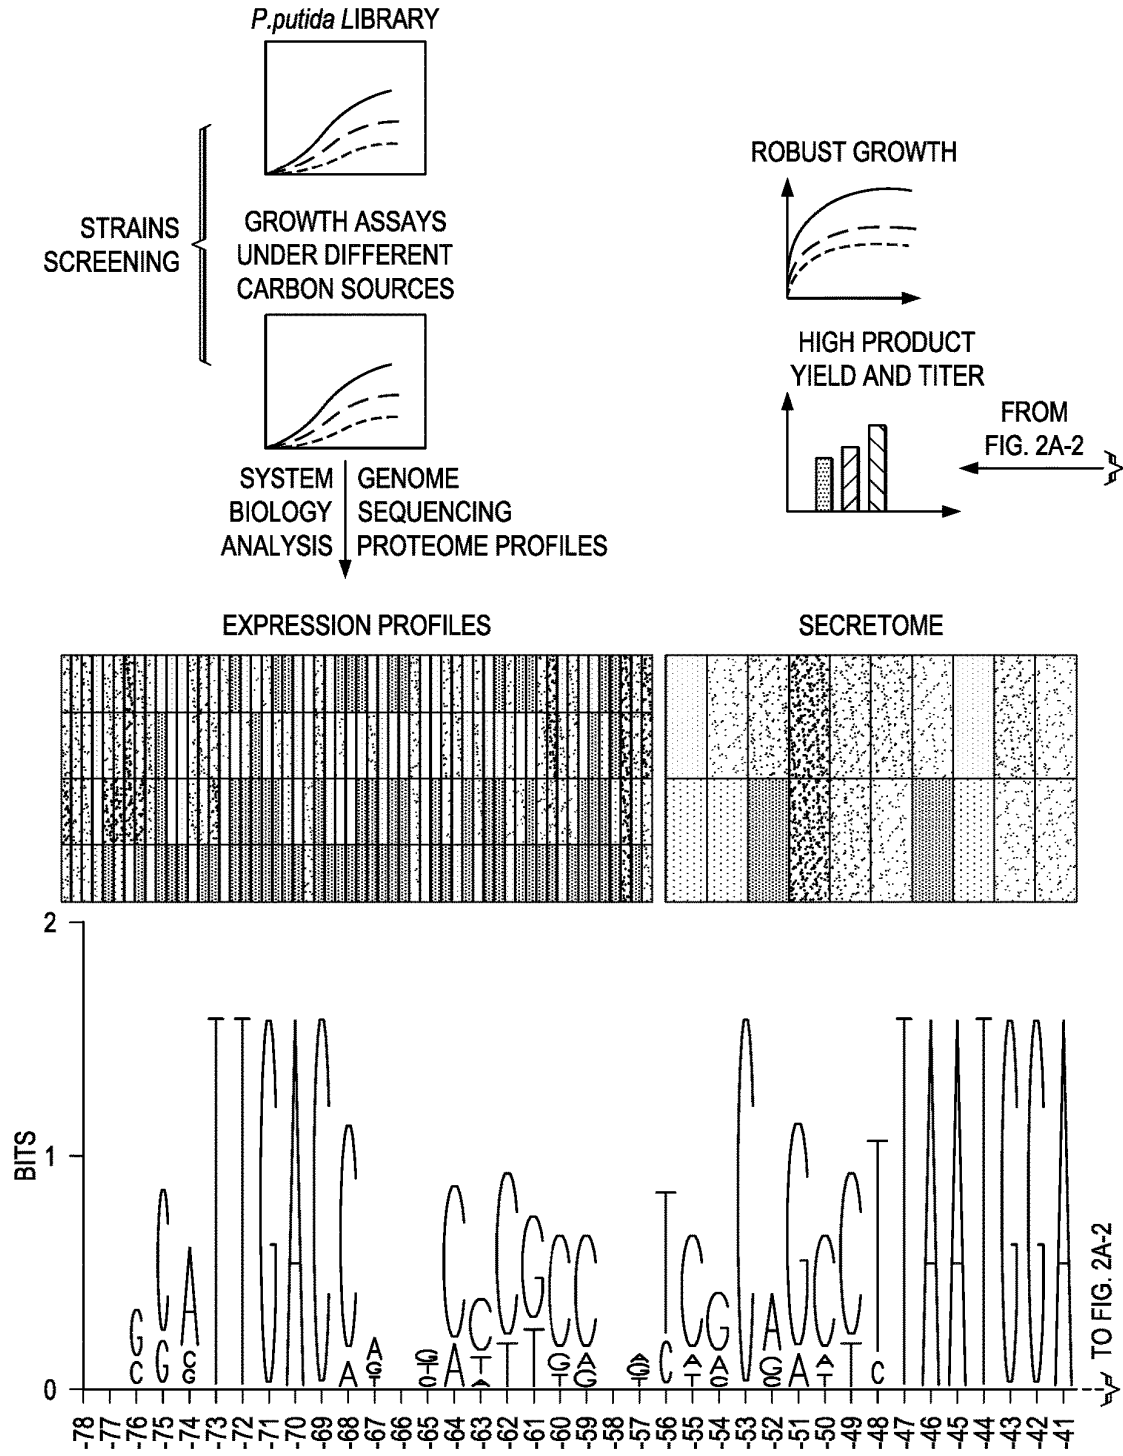 P.putida LIBRARY
STRAINS
SCREENING
GROWTH ASSAYS
UNDER DIFFERENT
CARBON SOURCES
SYSTEM
BIOLOGY
ANALYSIS
GENOME
SEQUENCING
PROTEOME PROFILES
ROBUST GROWTH
HIGH PRODUCT
YIELD AND TITER
FROM
FIG. 2A-2
EXPRESSION PROFILES
SECRETOME
2
1
0
BITS
G C A T T G A C C A G C C C G C C A T C G C A G C C T T A A T G G A
C G C A G T A T T T G A G C A A G A A T C
G T C A T G T T C C T
-78 -77 -76 -75 -74 -73 -72 -71 -70 -69 -68 -67 -66 -65 -64 -63 -62 -61 -60 -59 -58 -57 -56 -55 -54 -53 -52 -51 -50 -49 -48 -47 -46 -45 -44 -43 -42 -41
TO FIG. 2A-2